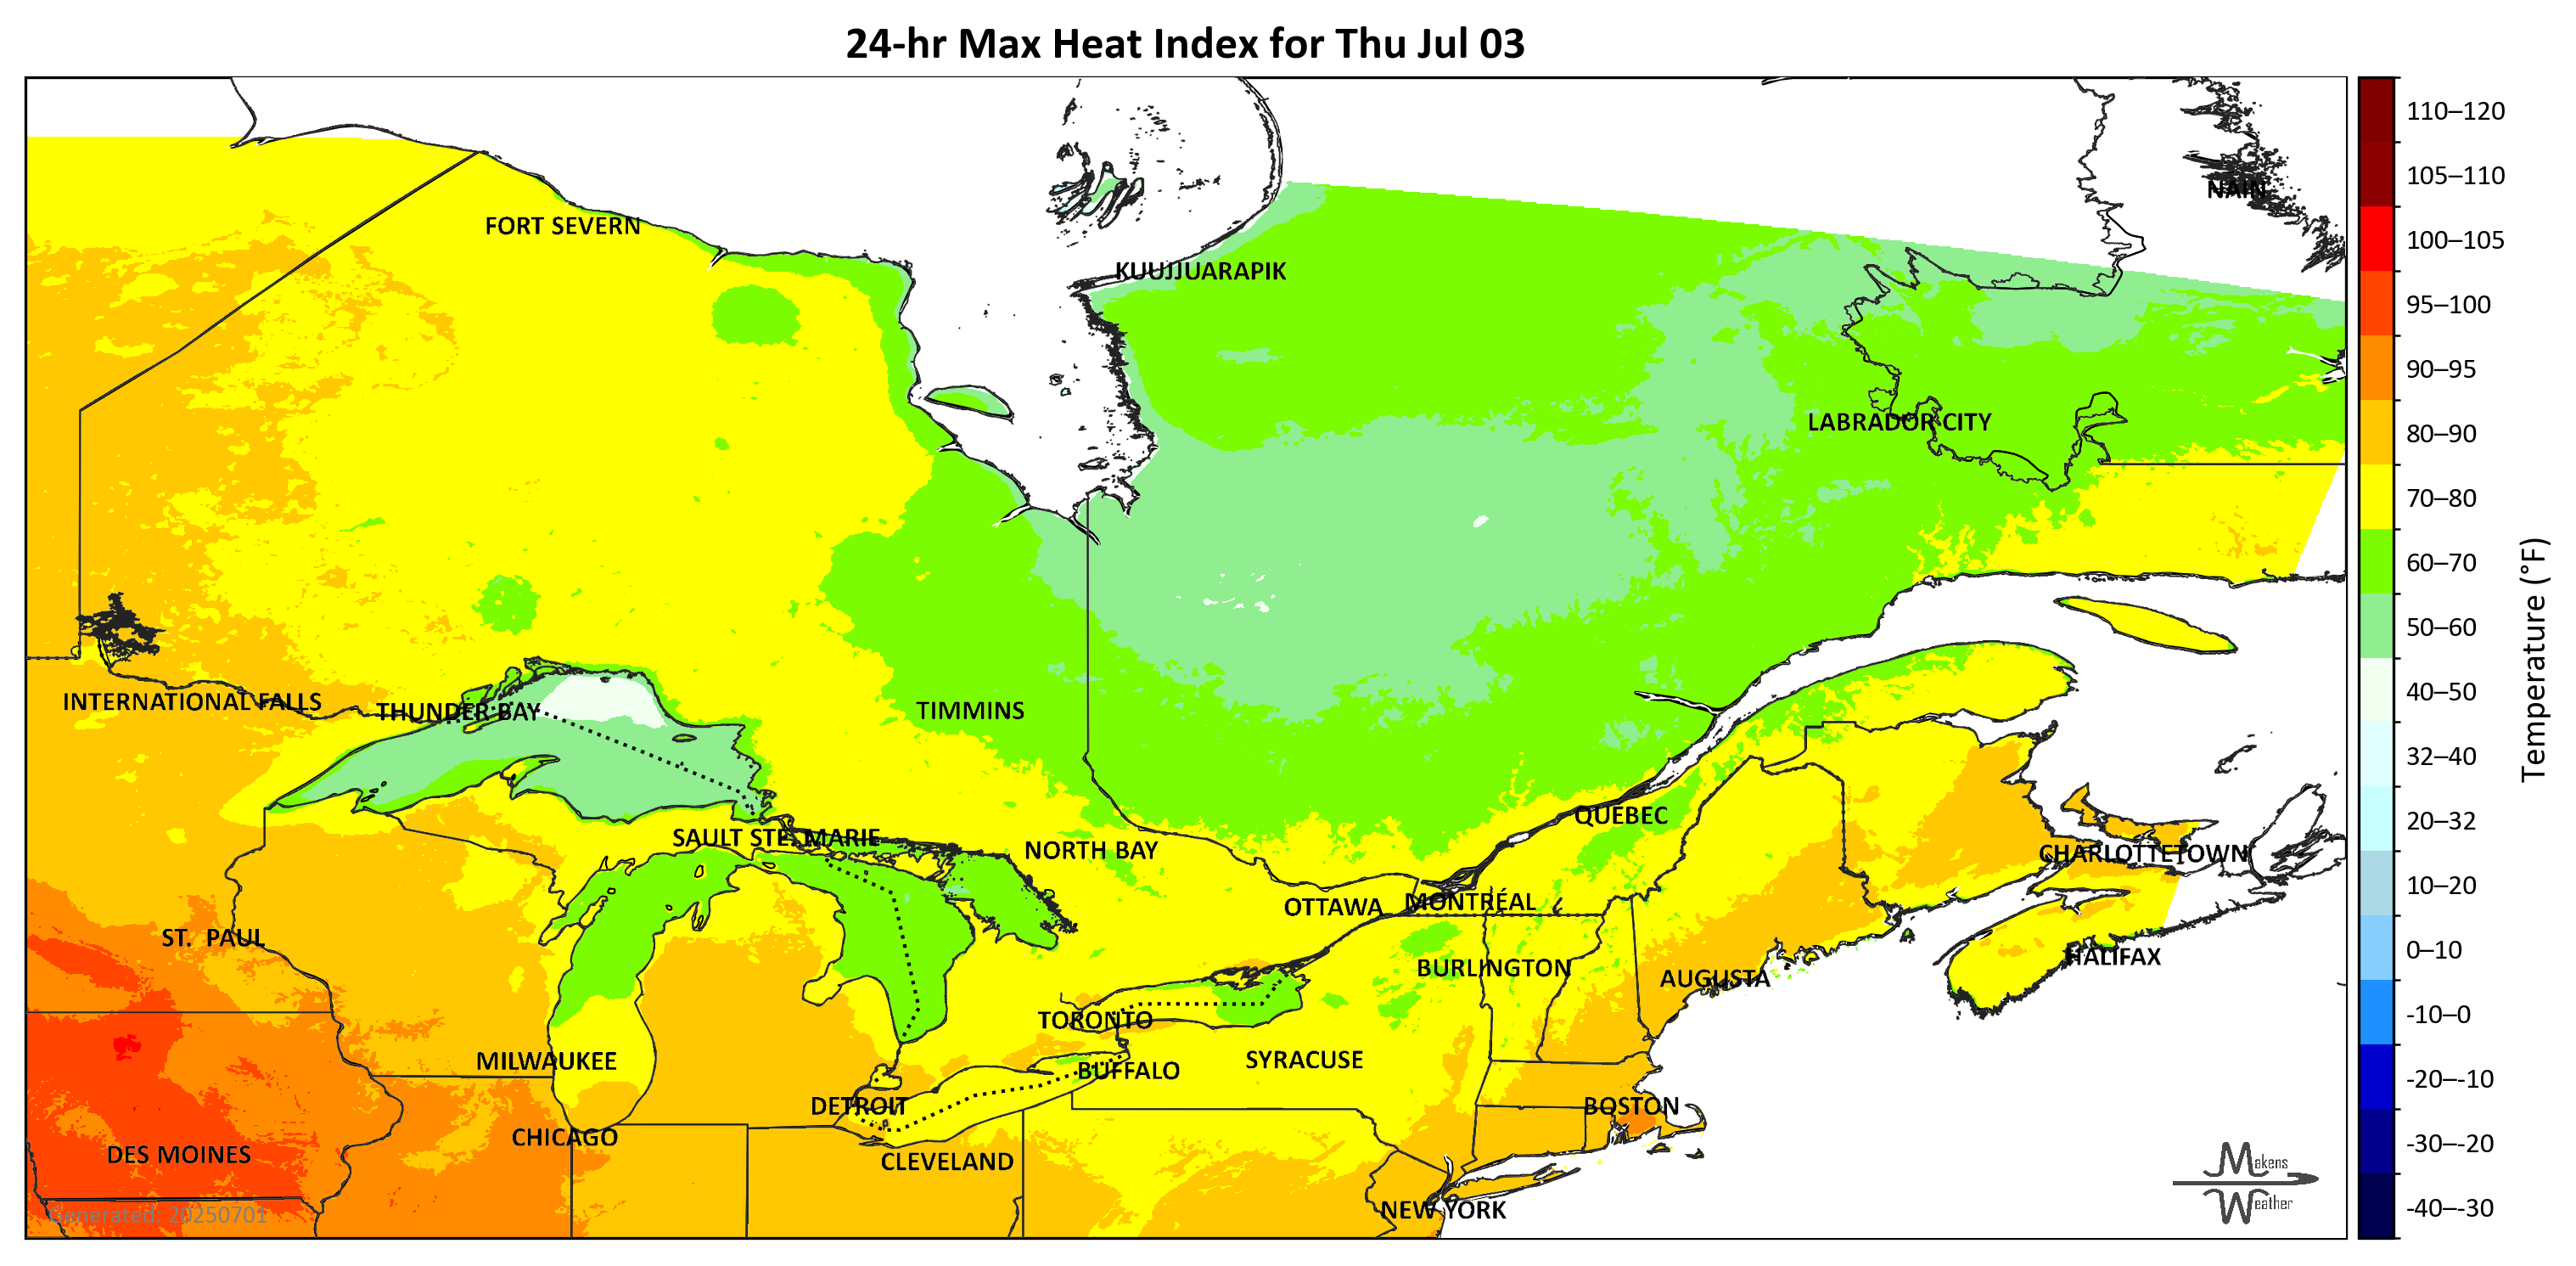 24-hr Max Heat Index for Thu Jul 03
110–120
105–110
NAIN
FORT SEVERN
100–105
KUUJJUARAPIK
95–100
90–95
LABRADOR CITY
80–90
70–80
60–70
50–60
INTERNATIONAL FALLS
THUNDER BAY
TIMMINS
40–50
32–40
Temperature (°F)
QUÉBEC
20–32
SAULT STE. MARIE
NORTH BAY
CHARLOTTETOWN
10–20
OTTAWA
MONTRÉAL
ST. PAUL
0–10
HALIFAX
BURLINGTON
AUGUSTA
TORONTO
-10–0
MILWAUKEE
SYRACUSE
BUFFALO
-20–-10
DETROIT
BOSTON
CHICAGO
-30–-20
DES MOINES
CLEVELAND
Makens
Weather
NEW YORK
-40–-30
Generated: 20250701